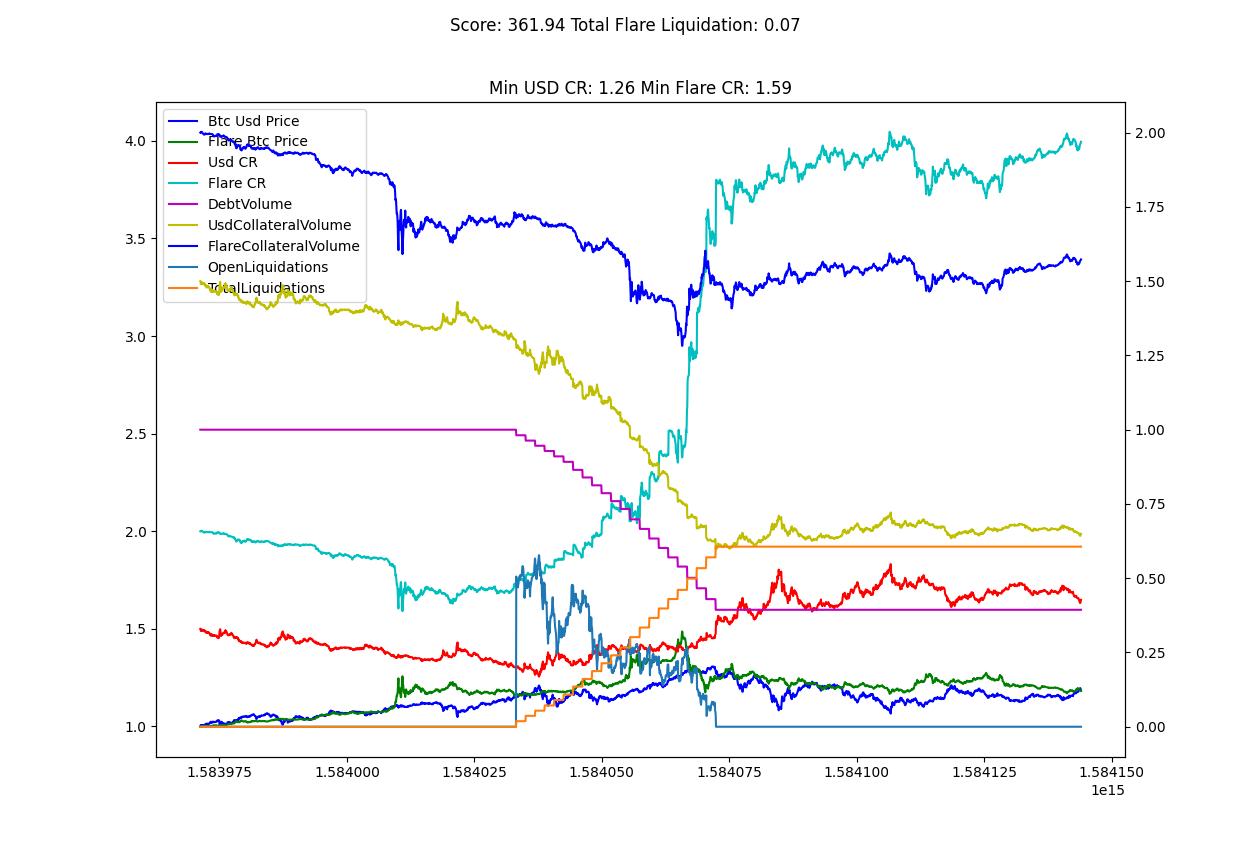 Score: 361.94 Total Flare Liquidation: 0.07
Min USD CR: 1.26 Min Flare CR: 1.59
Btc Usd Price
Flare Btc Price
Usd CR
Flare CR
DebtVolume
UsdCollateralVolume
FlareCollateralVolume
OpenLiquidations
TotalLiquidations
4.0
3.5
3.0
2.5
2.0
1.5
1.0
2.00
1.75
1.50
1.25
1.00
0.75
0.50
0.25
0.00
1.583975 1.584000 1.584025 1.584050 1.584075 1.584100 1.584125 1.584150
1e15